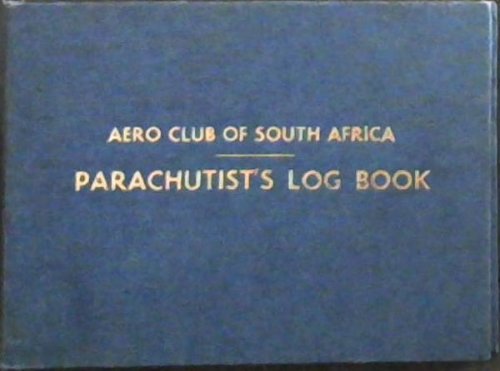 AERO CLUB OF SOUTH AFRICA
PARACHUTIST'S LOG BOOK